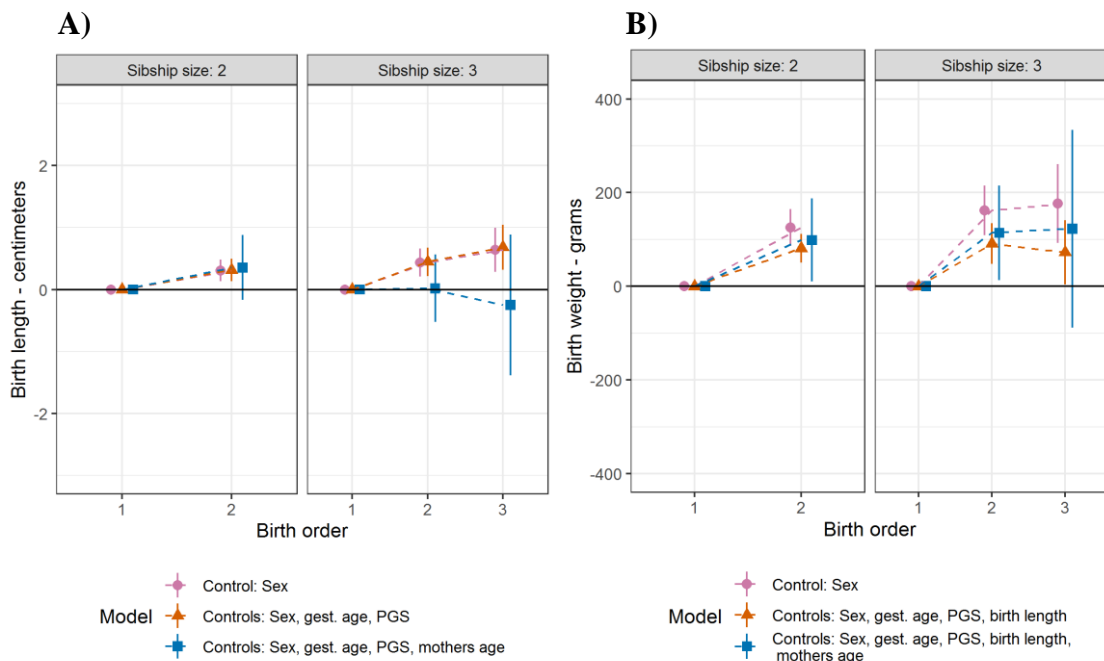 A)
Sibship size: 2
Sibship size: 3
Birth length - centimeters
2
0
-2
1
2
1
2
3
Birth order
Model
Control: Sex
Controls: Sex, gest. age, PGS
Controls: Sex, gest. age, PGS, mothers age
B)
Sibship size: 2
Sibship size: 3
Birth weight - grams
400
200
0
-200
-400
1
2
1
2
3
Birth order
Model
Control: Sex
Controls: Sex, gest. age, PGS, birth length
Controls: Sex, gest. age, PGS, birth length,
mothers age